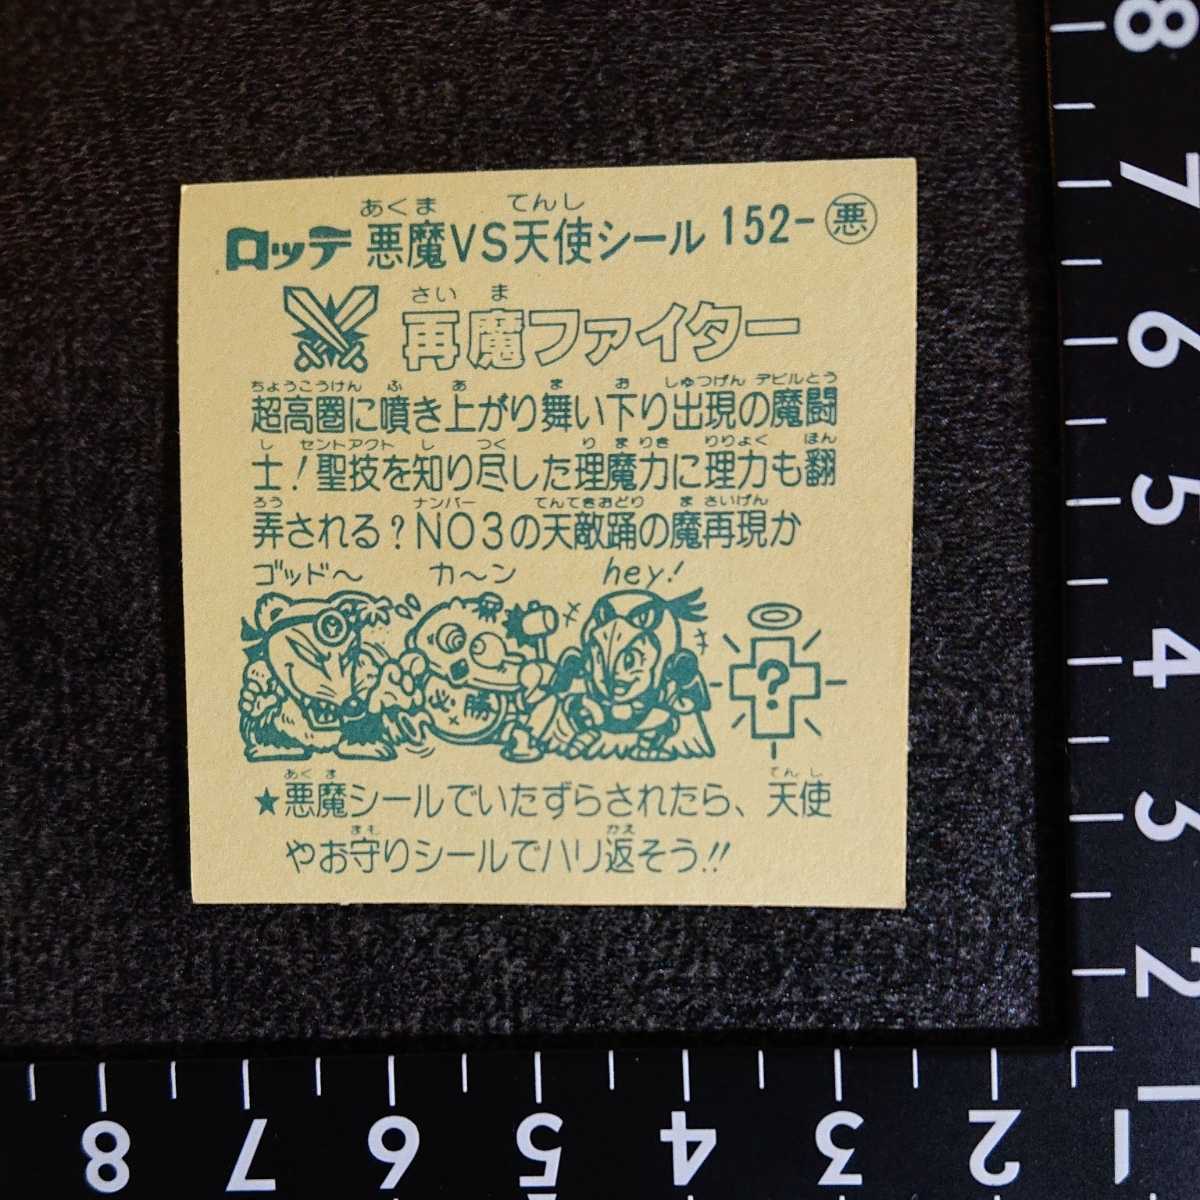 あくま てんし
ロッテ 悪魔VS天使シール 152-悪
さいま
再魔ファイター
ちょうこうけん ふ あ ま お しゅつげん デビルとう
超高圏に噴き上がり舞い下り出現の魔闘
し セントアクト し つく りまりき りりょく ほん
士!聖技を知り尽した理魔力に理力も翻
ろう ナンバー てんてきおどり ま さいげん
弄される?NO3の天敵踊の魔再現か
ゴッド〜 カ〜ン hey!
必勝
?
あくま てんし
★悪魔シールでいたずらされたら、天使
まも かえ
やお守りシールでハリ返そう!!
8
7
6
5
4
3
2
1
8 7 6 5 4 3 2